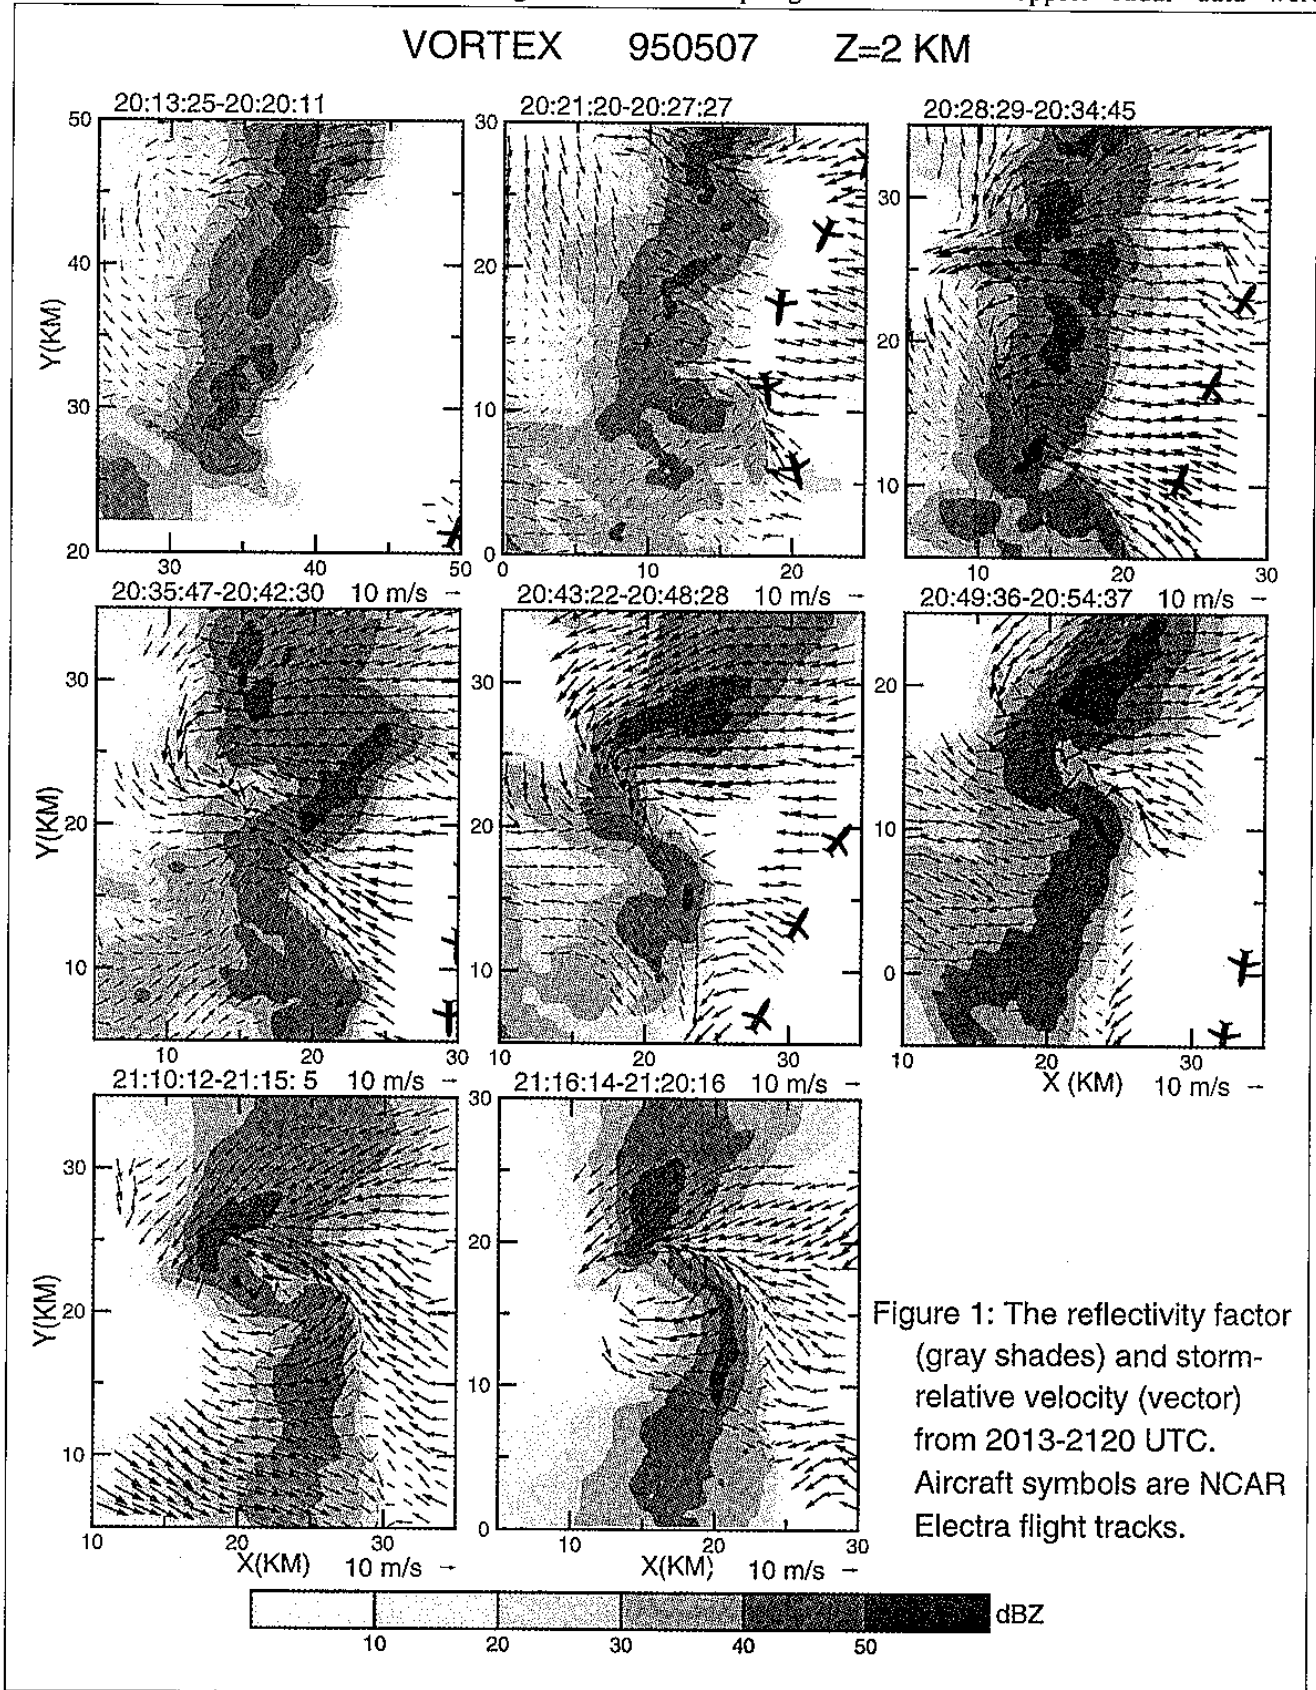 VORTEX 950507 Z=2 KM
20:13:25-20:20:11 20:21:20-20:27:27 20:28:29-20:34:45
50
40
30
20
Y(KM)
30 40 50
30
20
10
0
0 10 20
30
20
10
10 20 30
20:35:47-20:42:30 10 m/s → 20:43:22-20:48:28 10 m/s → 20:49:36-20:54:37 10 m/s →
30
20
10
Y(KM)
10 20 30
30
20
10
20 30
20
10
0
10 20 30
X (KM) 10 m/s →
21:10:12-21:15: 5 10 m/s → 21:16:14-21:20:16 10 m/s →
30
20
10
Y(KM)
10 20 30
X(KM) 10 m/s →
30
20
10
0
10 20 30
X(KM) 10 m/s →
Figure 1: The reflectivity factor
(gray shades) and storm-
relative velocity (vector)
from 2013-2120 UTC.
Aircraft symbols are NCAR
Electra flight tracks.
dBZ
10 20 30 40 50